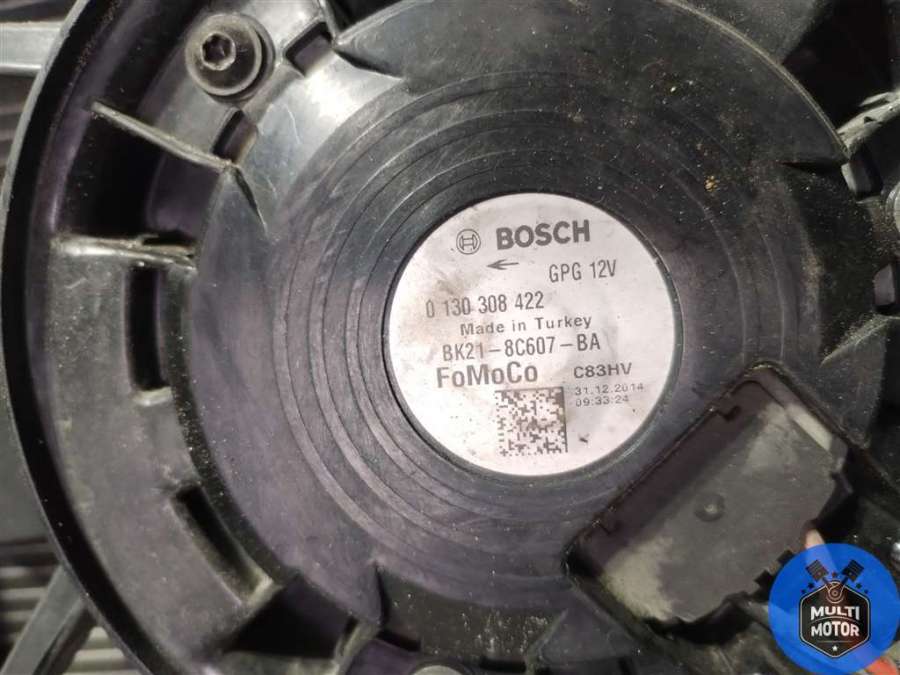 BOSCH
GPG 12V
0 130 308 422
Made in Turkey
BK21-8C607-BA
FoMoCo C83HV
31.12.2014
09:33:24
MULTI
MOTOR